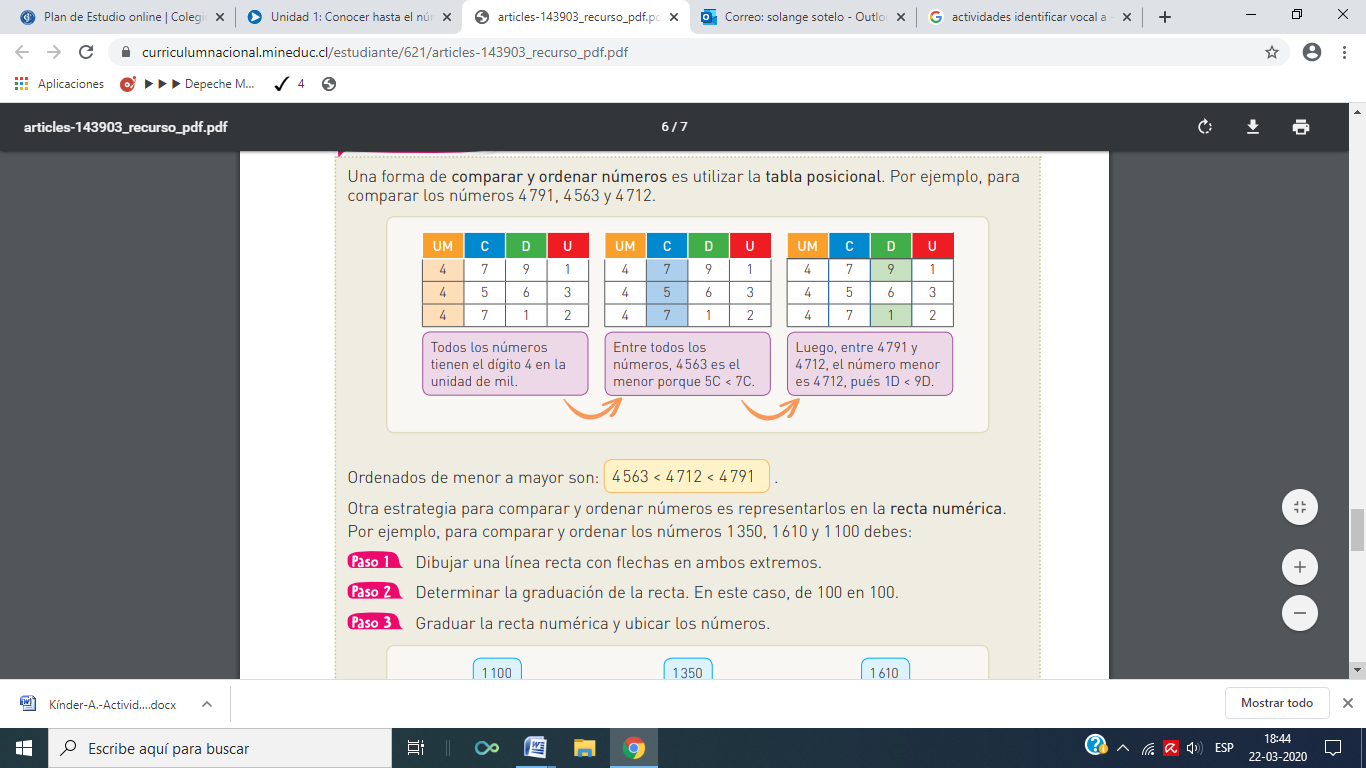 Plan de Estudio online | Colegi
Unidad 1: Conocer hasta el núm
articles-143903_recurso_pdf.pd
Correo: solange sotelo - Outlo
actividades identificar vocal a -
curriculumnacional.mineduc.cl/estudiante/621/articles-143903_recurso_pdf.pdf
Aplicaciones
▶▶▶ Depeche M...
4
articles-143903_recurso_pdf.pdf
6 / 7
Una forma de comparar y ordenar números es utilizar la tabla posicional. Por ejemplo, para
comparar los números 4 791, 4 563 y 4 712.
UM C D U
4 7 9 1
4 5 6 3
4 7 1 2
UM C D U
4 7 9 1
4 5 6 3
4 7 1 2
UM C D U
4 7 9 1
4 5 6 3
4 7 1 2
Todos los números
tienen el dígito 4 en la
unidad de mil.
Entre todos los
números, 4 563 es el
menor porque 5C < 7C.
Luego, entre 4 791 y
4 712, el número menor
es 4 712, pués 1D < 9D.
Ordenados de menor a mayor son: 4 563 < 4 712 < 4 791 .
Otra estrategia para comparar y ordenar números es representarlos en la recta numérica.
Por ejemplo, para comparar y ordenar los números 1 350, 1 610 y 1 100 debes:
Paso 1 Dibujar una línea recta con flechas en ambos extremos.
Paso 2 Determinar la graduación de la recta. En este caso, de 100 en 100.
Paso 3 Graduar la recta numérica y ubicar los números.
1 100 1 350 1 610
Kínder-A.-Activid....docx
Mostrar todo
Escribe aquí para buscar
ESP
18:44
22-03-2020